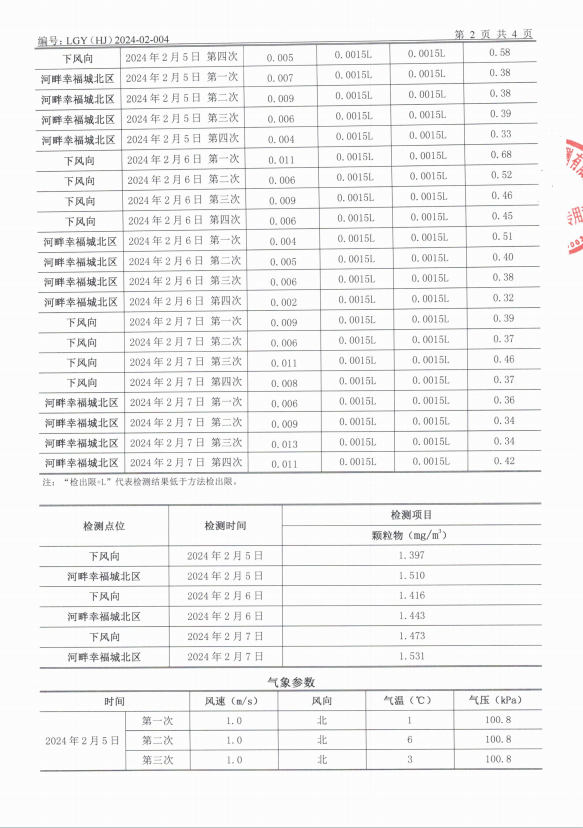 编号: LGY (HJ) 2024-02-004 第 2 页 共 4 页
下风向 2024 年 2 月 5 日 第四次 0.005 0.0015L 0.0015L 0.58
河畔幸福城北区 2024 年 2 月 5 日 第一次 0.007 0.0015L 0.0015L 0.38
河畔幸福城北区 2024 年 2 月 5 日 第二次 0.009 0.0015L 0.0015L 0.38
河畔幸福城北区 2024 年 2 月 5 日 第三次 0.006 0.0015L 0.0015L 0.39
河畔幸福城北区 2024 年 2 月 5 日 第四次 0.004 0.0015L 0.0015L 0.33
下风向 2024 年 2 月 6 日 第一次 0.011 0.0015L 0.0015L 0.68
下风向 2024 年 2 月 6 日 第二次 0.006 0.0015L 0.0015L 0.52
下风向 2024 年 2 月 6 日 第三次 0.009 0.0015L 0.0015L 0.46
下风向 2024 年 2 月 6 日 第四次 0.006 0.0015L 0.0015L 0.45
河畔幸福城北区 2024 年 2 月 6 日 第一次 0.004 0.0015L 0.0015L 0.51
河畔幸福城北区 2024 年 2 月 6 日 第二次 0.005 0.0015L 0.0015L 0.40
河畔幸福城北区 2024 年 2 月 6 日 第三次 0.006 0.0015L 0.0015L 0.38
河畔幸福城北区 2024 年 2 月 6 日 第四次 0.002 0.0015L 0.0015L 0.32
下风向 2024 年 2 月 7 日 第一次 0.009 0.0015L 0.0015L 0.39
下风向 2024 年 2 月 7 日 第二次 0.006 0.0015L 0.0015L 0.37
下风向 2024 年 2 月 7 日 第三次 0.011 0.0015L 0.0015L 0.46
下风向 2024 年 2 月 7 日 第四次 0.008 0.0015L 0.0015L 0.37
河畔幸福城北区 2024 年 2 月 7 日 第一次 0.006 0.0015L 0.0015L 0.36
河畔幸福城北区 2024 年 2 月 7 日 第二次 0.009 0.0015L 0.0015L 0.34
河畔幸福城北区 2024 年 2 月 7 日 第三次 0.013 0.0015L 0.0015L 0.34
河畔幸福城北区 2024 年 2 月 7 日 第四次 0.011 0.0015L 0.0015L 0.42
注: “检出限+L”代表检测结果低于方法检出限。
检测点位 检测时间 检测项目
颗粒物（mg/m³）
下风向 2024 年 2 月 5 日 1.397
河畔幸福城北区 2024 年 2 月 5 日 1.510
下风向 2024 年 2 月 6 日 1.416
河畔幸福城北区 2024 年 2 月 6 日 1.443
下风向 2024 年 2 月 7 日 1.473
河畔幸福城北区 2024 年 2 月 7 日 1.531
气象参数
时间 风速（m/s） 风向 气温（℃） 气压（kPa）
2024 年 2 月 5 日 第一次 1.0 北 1 100.8
第二次 1.0 北 6 100.8
第三次 1.0 北 3 100.8